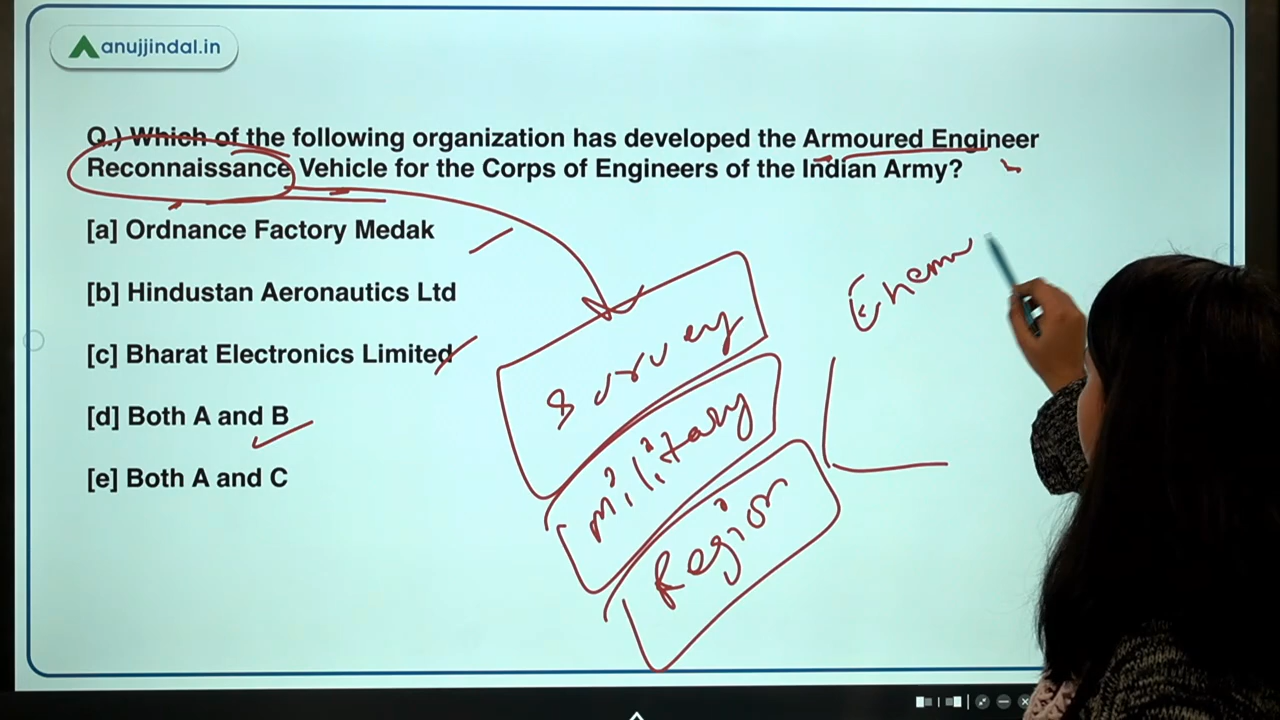 anujjindal.in
Q.) Which of the following organization has developed the Armoured Engineer
Reconnaissance Vehicle for the Corps of Engineers of the Indian Army?
[a] Ordnance Factory Medak
[b] Hindustan Aeronautics Ltd
[c] Bharat Electronics Limited
[d] Both A and B
[e] Both A and C
Survey
military
Region
Enem